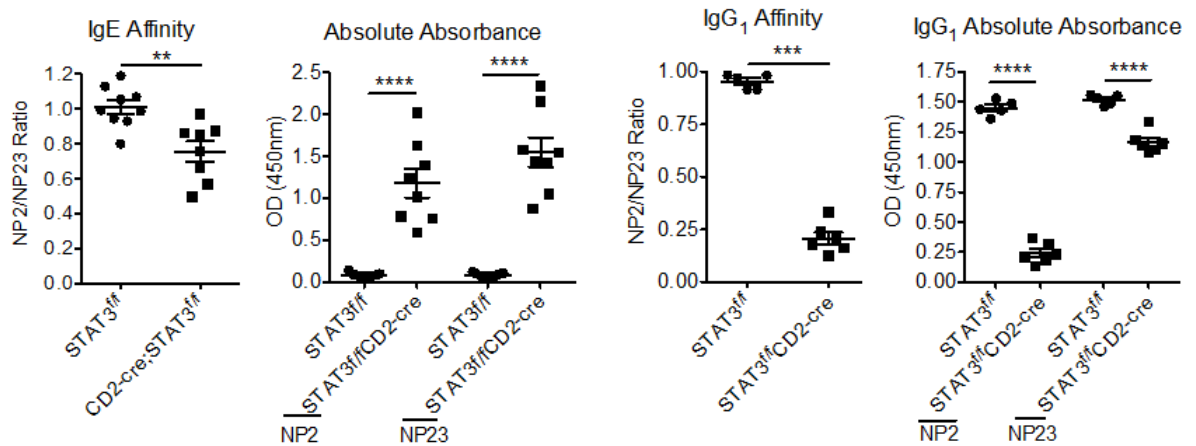 IgE Affinity
**
NP2/NP23 Ratio
1.2
1.0
0.8
0.6
0.4
0.2
0.0
STAT3f/f
CD2-cre;STAT3f/f
Absolute Absorbance
****
****
OD (450nm)
2.5
2.0
1.5
1.0
0.5
0.0
STAT3f/f
STAT3f/fCD2-cre
STAT3f/f
STAT3f/fCD2-cre
NP2
NP23
IgG1 Affinity
***
NP2/NP23 Ratio
1.00
0.75
0.50
0.25
0.00
STAT3f/f
STAT3f/fCD2-cre
IgG1 Absolute Absorbance
****
****
OD (450nm)
1.75
1.50
1.25
1.00
0.75
0.50
0.25
0.00
STAT3f/f
STAT3f/fCD2-cre
STAT3f/f
STAT3f/fCD2-cre
NP2
NP23